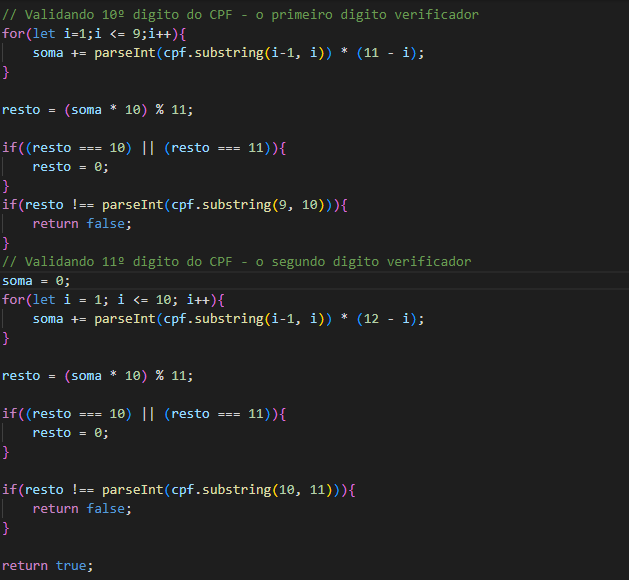 // Validando 10º digito do CPF - o primeiro digito verificador
for(let i=1;i <= 9;i++){
    soma += parseInt(cpf.substring(i-1, i)) * (11 - i);
}
resto = (soma * 10) % 11;
if((resto === 10) || (resto === 11)){
    resto = 0;
}
if(resto !== parseInt(cpf.substring(9, 10))){
    return false;
}
// Validando 11º digito do CPF - o segundo digito verificador
soma = 0;
for(let i = 1; i <= 10; i++){
    soma += parseInt(cpf.substring(i-1, i)) * (12 - i);
}
resto = (soma * 10) % 11;
if((resto === 10) || (resto === 11)){
    resto = 0;
}
if(resto !== parseInt(cpf.substring(10, 11))){
    return false;
}
return true;